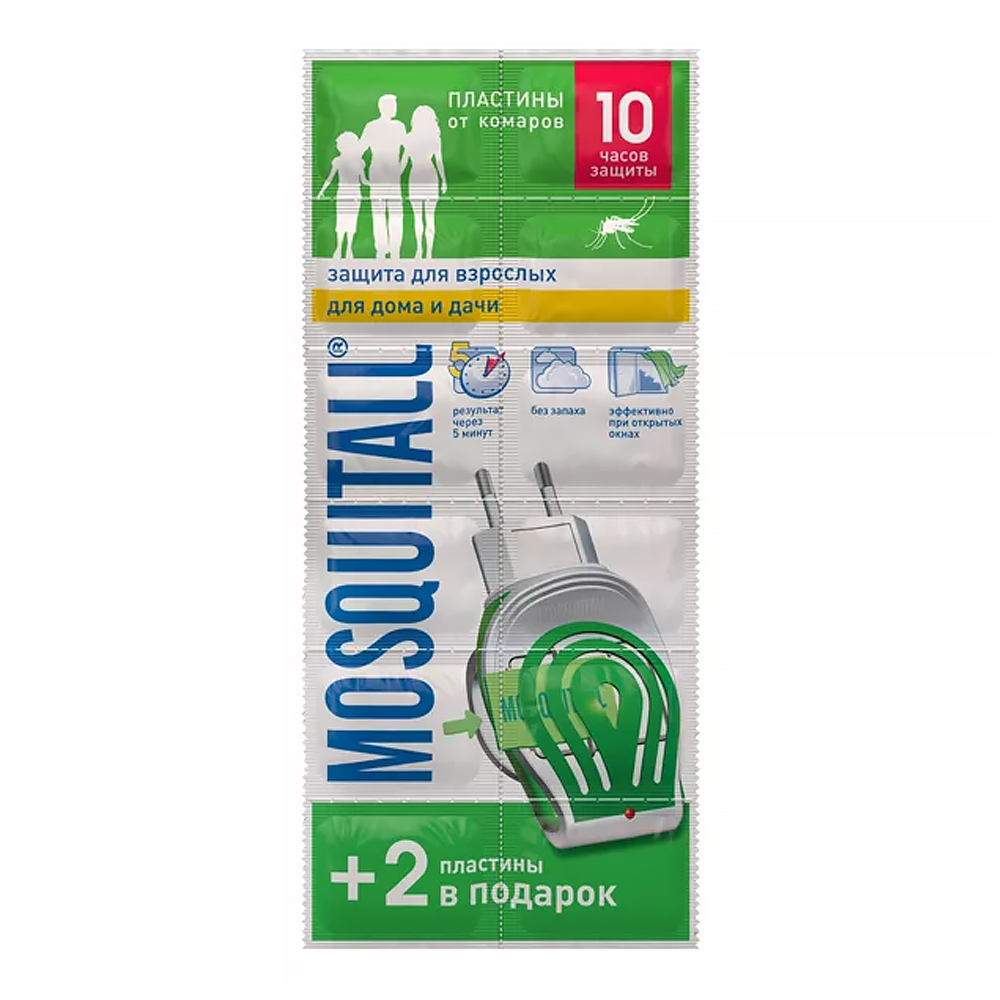 ПЛАСТИНЫ
от комаров
10
часов
защиты
защита для взрослых
для дома и дачи
MOSQUITALL®
5
результат
через
5 минут
без запаха
эффективно
при открытых
окнах
+2 пластины
в подарок